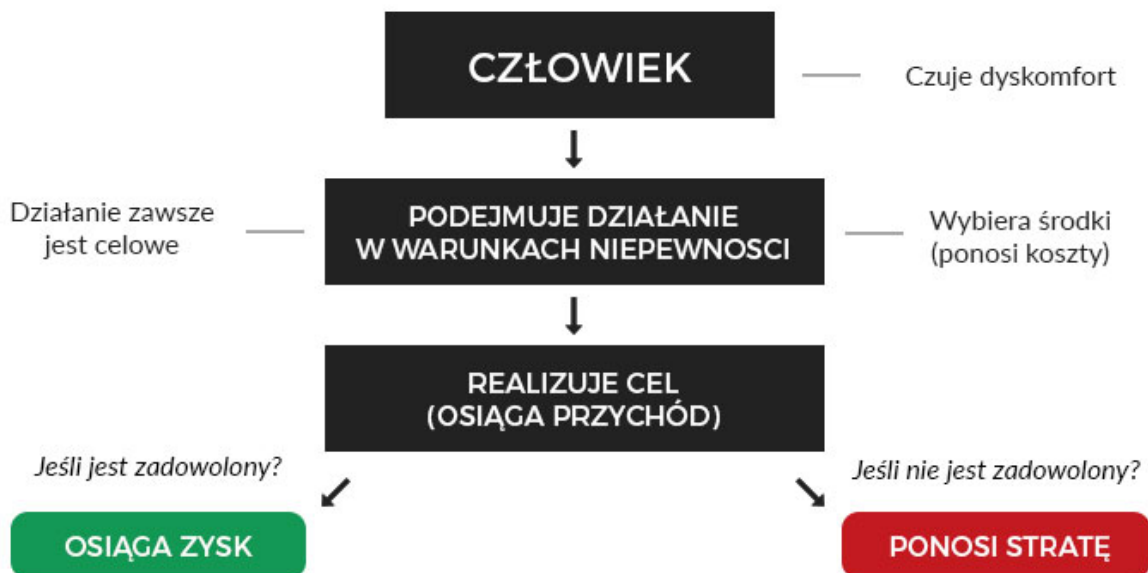 CZŁOWIEK
Czuje dyskomfort
Działanie zawsze
jest celowe
PODEJMUJE DZIAŁANIE
W WARUNKACH NIEPEWNOSCI
Wybiera środki
(ponosi koszty)
REALIZUJE CEL
(OSIĄGA PRZYCHÓD)
Jeśli jest zadowolony?
Jeśli nie jest zadowolony?
OSIĄGA ZYSK
PONOSI STRATĘ